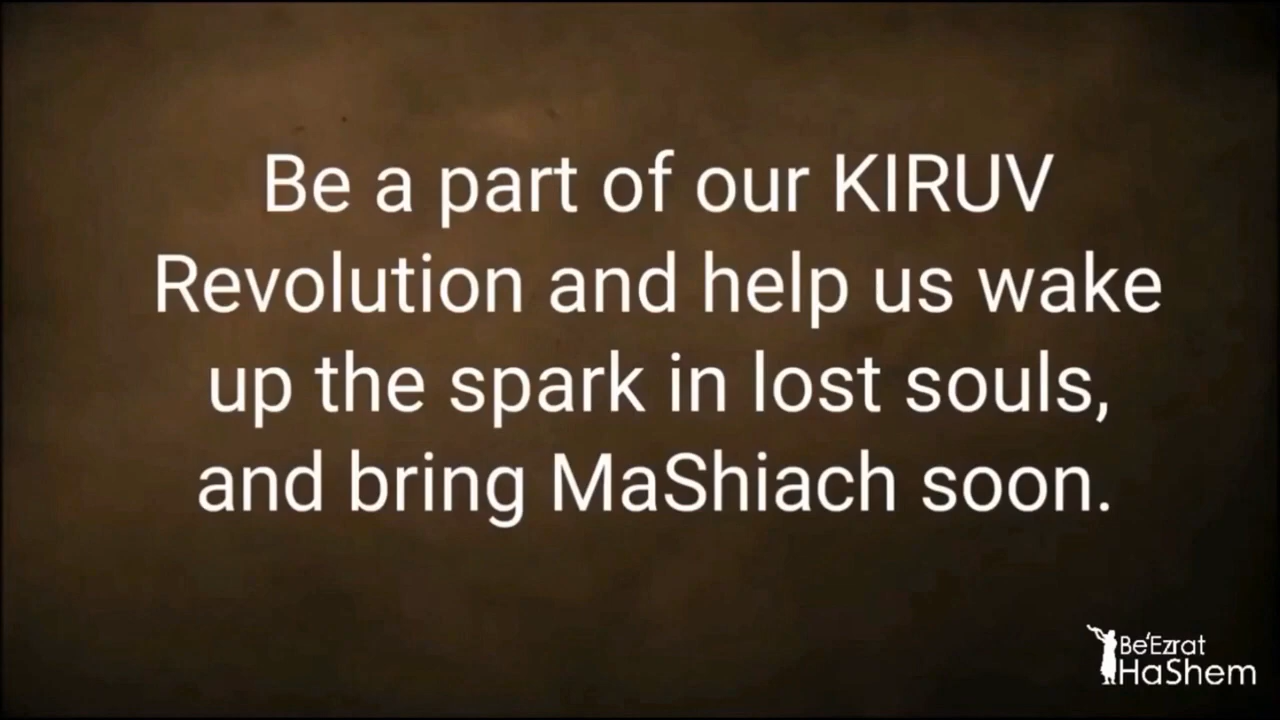 Be a part of our KIRUV
Revolution and help us wake
up the spark in lost souls,
and bring MaShiach soon.
Be'Ezrat
HaShem